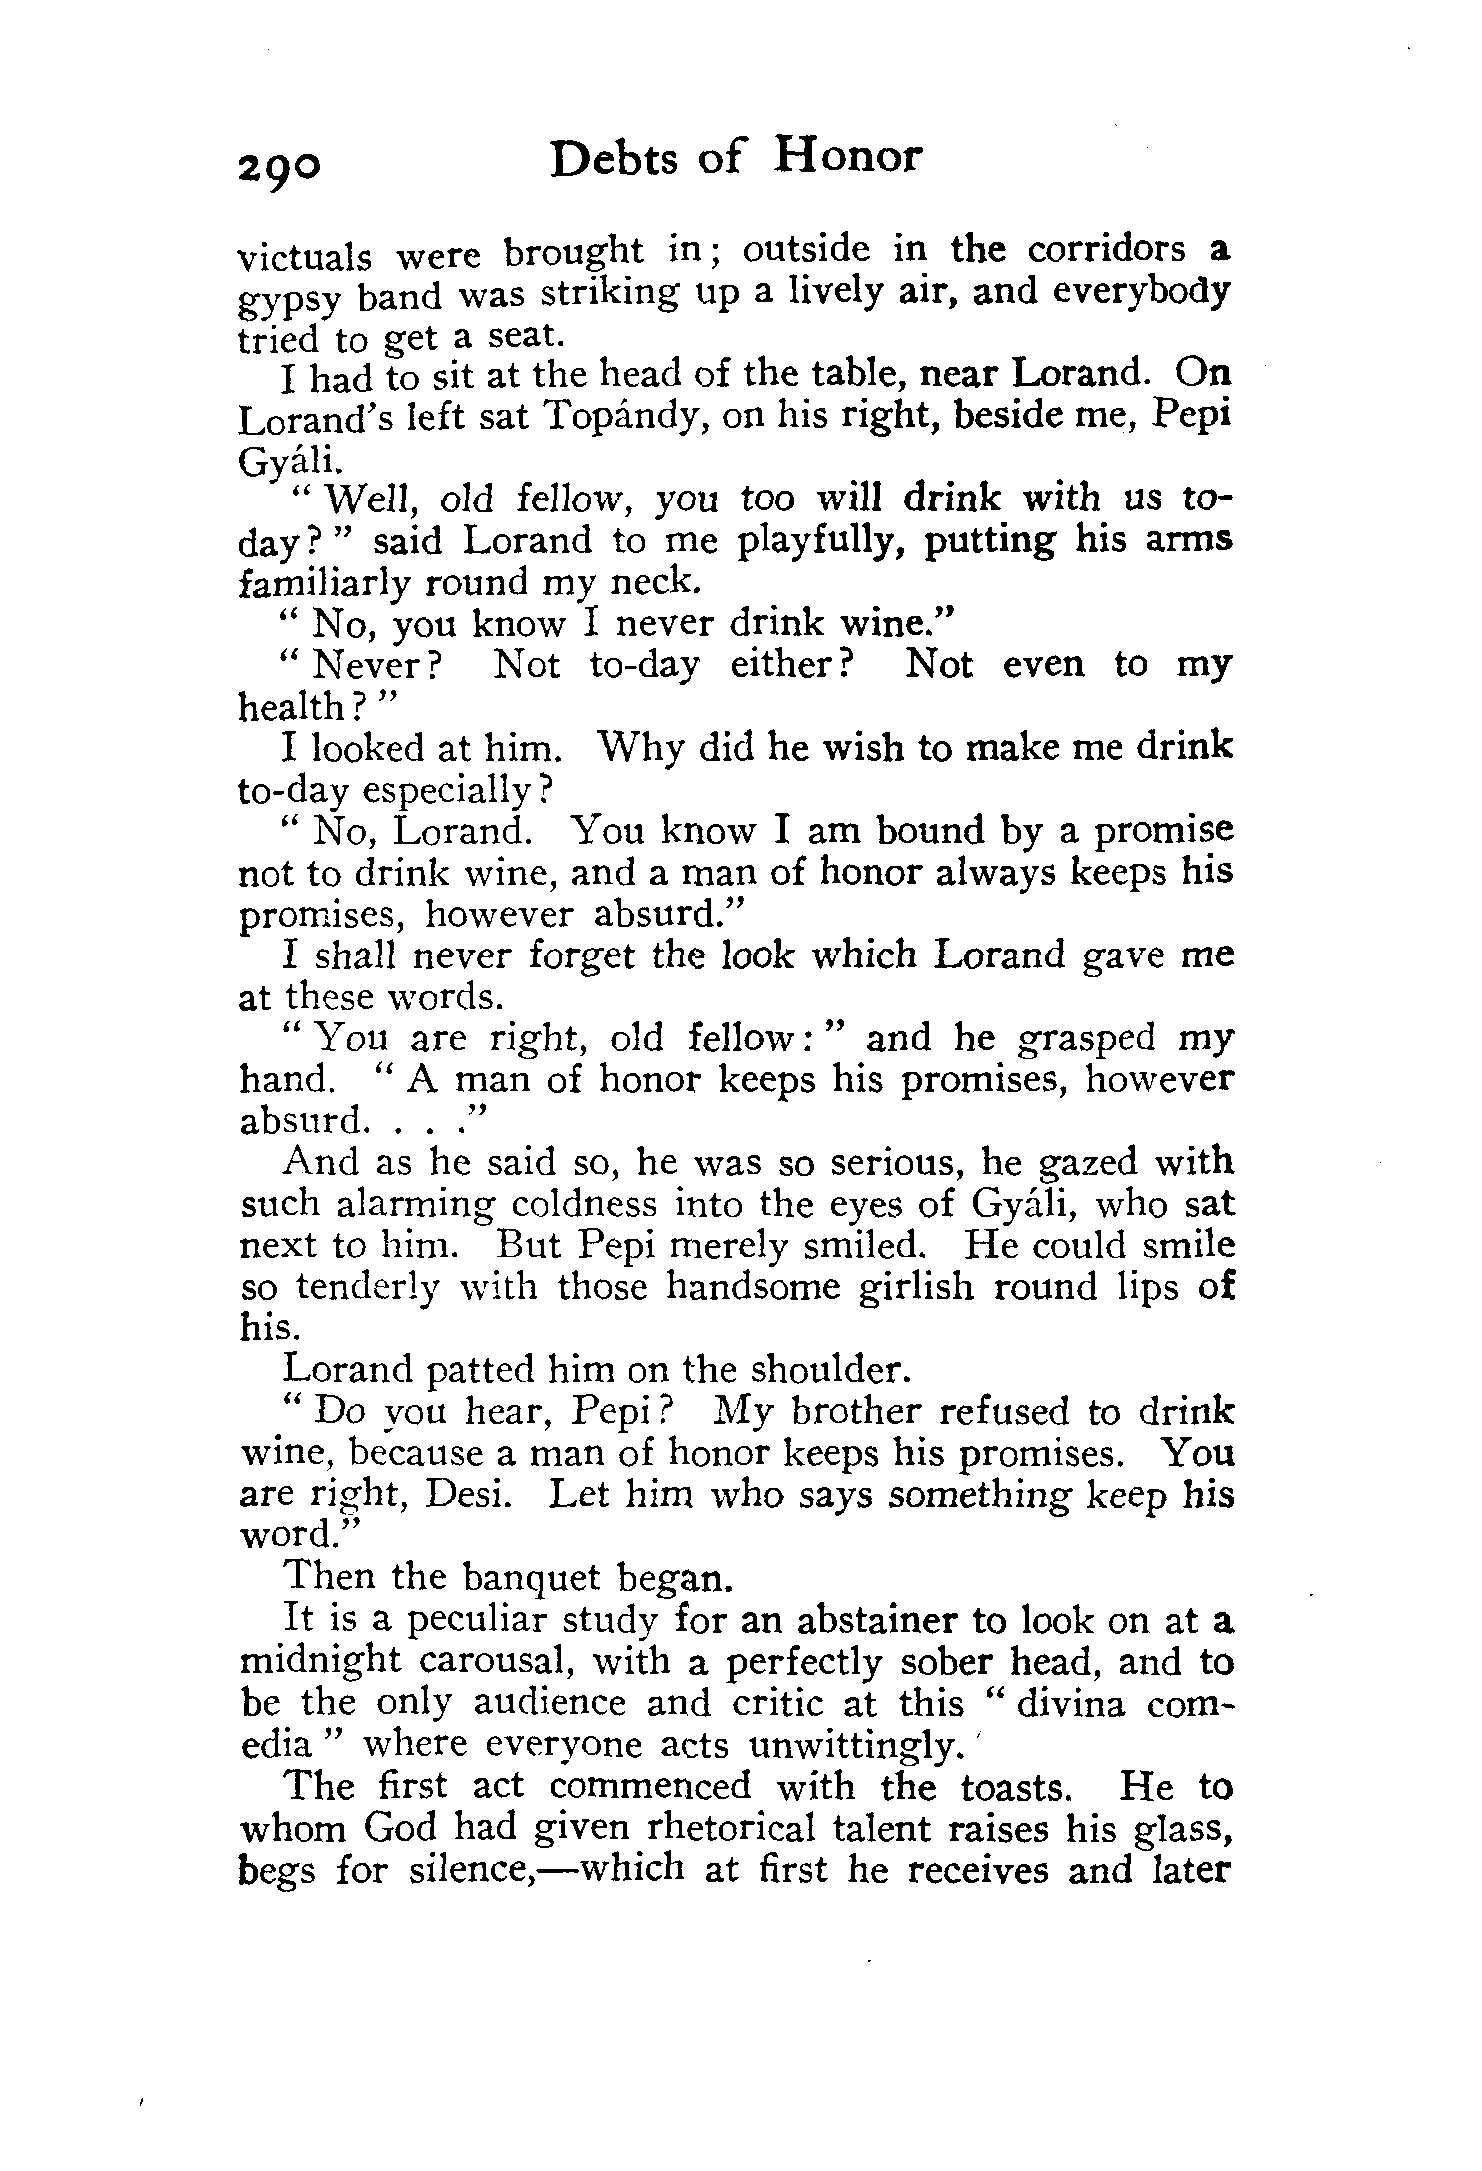 290 Debts of Honor
victuals were brought in; outside in the corridors a
gypsy band was striking up a lively air, and everybody
tried to get a seat.
I had to sit at the head of the table, near Lorand. On
Lorand's left sat Topándy, on his right, beside me, Pepi
Gyáli.
" Well, old fellow, you too will drink with us to-
day? " said Lorand to me playfully, putting his arms
familiarly round my neck.
" No, you know I never drink wine."
" Never? Not to-day either? Not even to my
health? "
I looked at him. Why did he wish to make me drink
to-day especially?
" No, Lorand. You know I am bound by a promise
not to drink wine, and a man of honor always keeps his
promises, however absurd."
I shall never forget the look which Lorand gave me
at these words.
" You are right, old fellow: " and he grasped my
hand. " A man of honor keeps his promises, however
absurd. . . ."
And as he said so, he was so serious, he gazed with
such alarming coldness into the eyes of Gyáli, who sat
next to him. But Pepi merely smiled. He could smile
so tenderly with those handsome girlish round lips of
his.
Lorand patted him on the shoulder.
" Do you hear, Pepi? My brother refused to drink
wine, because a man of honor keeps his promises. You
are right, Desi. Let him who says something keep his
word."
Then the banquet began.
It is a peculiar study for an abstainer to look on at a
midnight carousal, with a perfectly sober head, and to
be the only audience and critic at this " divina com-
edia " where everyone acts unwittingly.
The first act commenced with the toasts. He to
whom God had given rhetorical talent raises his glass,
begs for silence,—which at first he receives and later